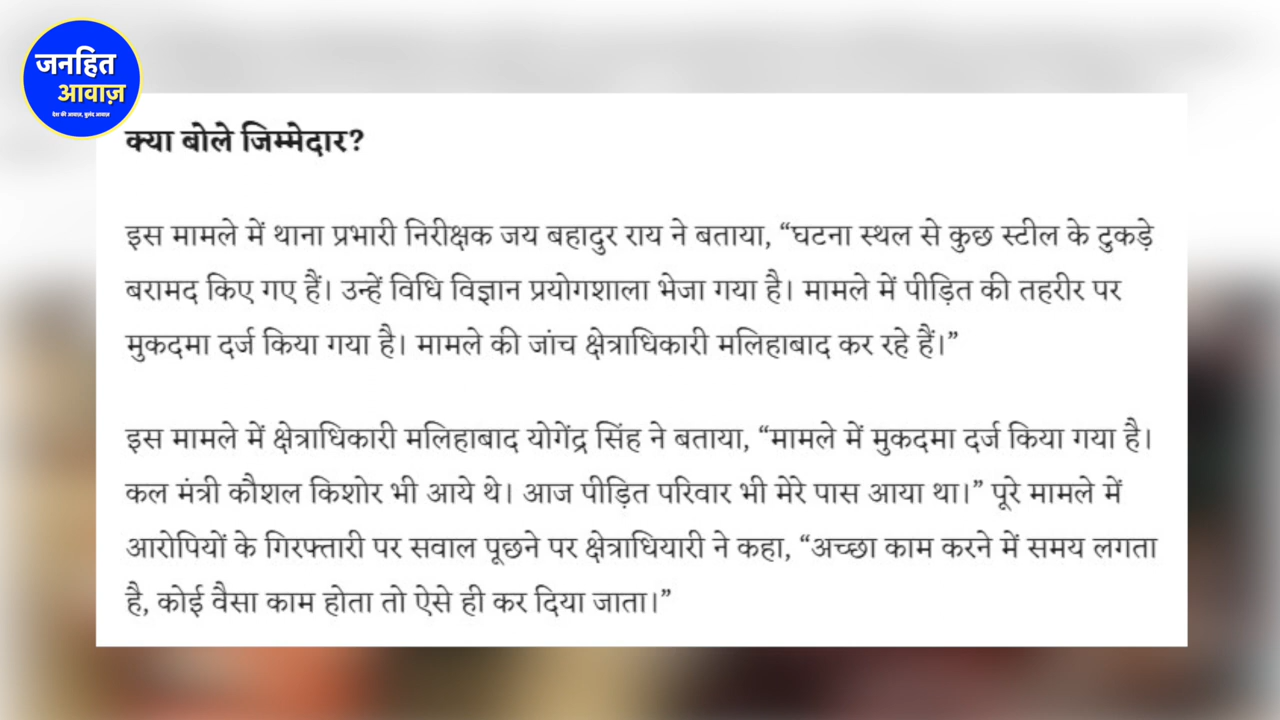 जनहित
आवाज़
देश की आवाज़, बुलंद आवाज़
क्या बोले जिम्मेदार?
इस मामले में थाना प्रभारी निरीक्षक जय बहादुर राय ने बताया, “घटना स्थल से कुछ स्टील के टुकड़े
बरामद किए गए हैं। उन्हें विधि विज्ञान प्रयोगशाला भेजा गया है। मामले में पीड़ित की तहरीर पर
मुकदमा दर्ज किया गया है। मामले की जांच क्षेत्राधिकारी मलिहाबाद कर रहे हैं।”
इस मामले में क्षेत्राधिकारी मलिहाबाद योगेंद्र सिंह ने बताया, “मामले में मुकदमा दर्ज किया गया है।
कल मंत्री कौशल किशोर भी आये थे। आज पीड़ित परिवार भी मेरे पास आया था।” पूरे मामले में
आरोपियों के गिरफ्तारी पर सवाल पूछने पर क्षेत्राधियारी ने कहा, “अच्छा काम करने में समय लगता
है, कोई वैसा काम होता तो ऐसे ही कर दिया जाता।”